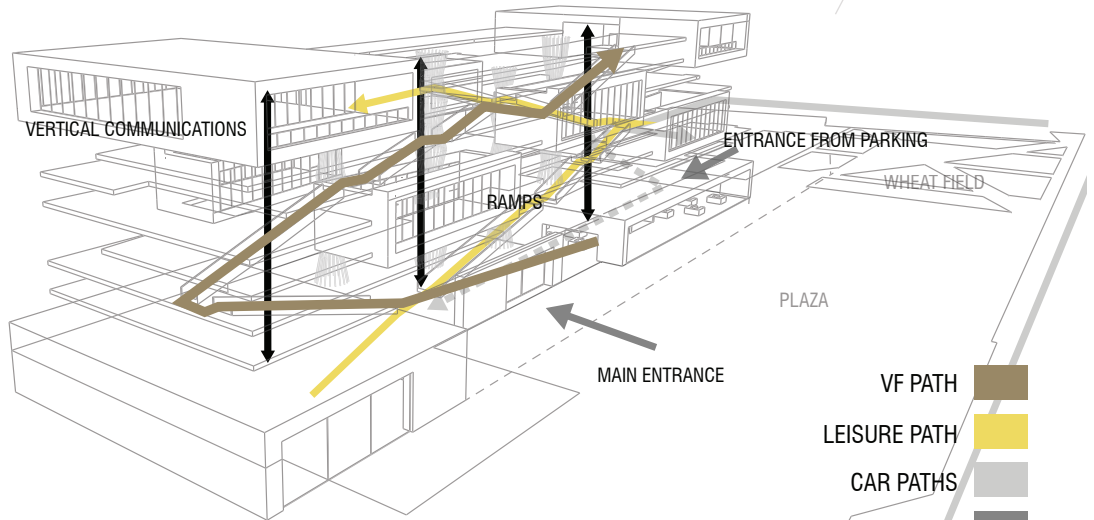 VERTICAL COMMUNICATIONS
ENTRANCE FROM PARKING
WHEAT FIELD
RAMPS
PLAZA
MAIN ENTRANCE
VF PATH
LEISURE PATH
CAR PATHS